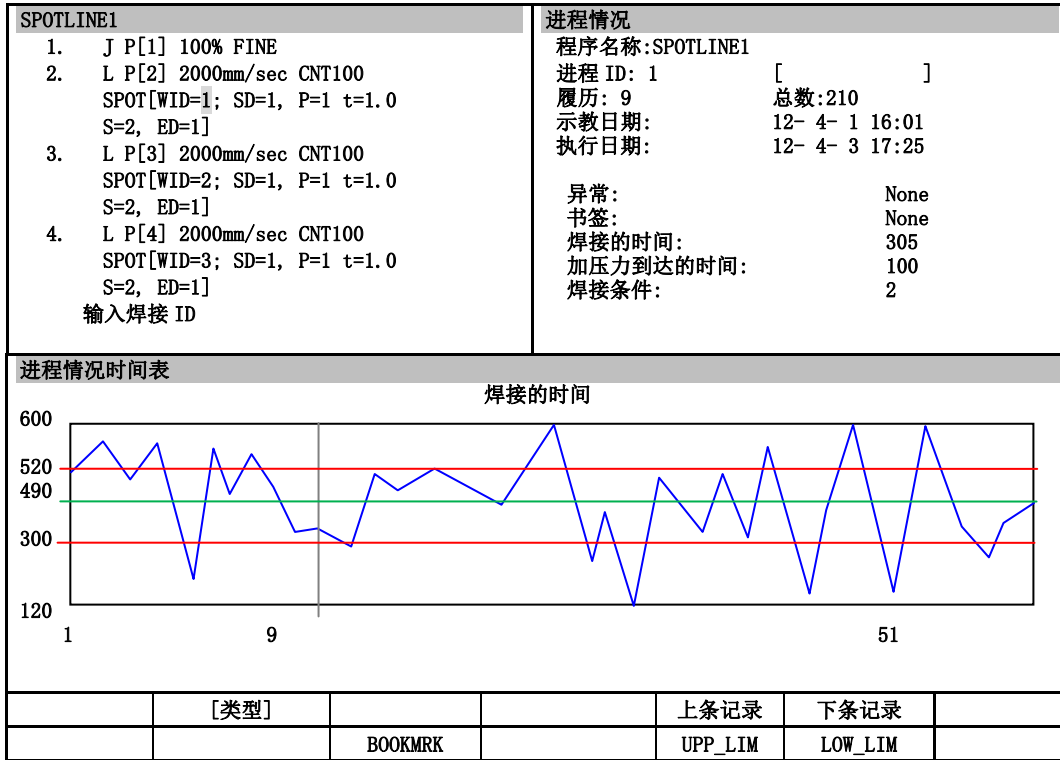 SPOTLINE1
1. J P[1] 100% FINE
2. L P[2] 2000mm/sec CNT100
SPOT[WID=1; SD=1, P=1 t=1.0
S=2, ED=1]
3. L P[3] 2000mm/sec CNT100
SPOT[WID=2; SD=1, P=1 t=1.0
S=2, ED=1]
4. L P[4] 2000mm/sec CNT100
SPOT[WID=3; SD=1, P=1 t=1.0
S=2, ED=1]
输入焊接 ID
进程情况
程序名称:SPOTLINE1
进程 ID: 1 [ ]
履历: 9 总数:210
示教日期: 12- 4- 1 16:01
执行日期: 12- 4- 3 17:25
异常: None
书签: None
焊接的时间: 305
加压力到达的时间: 100
焊接条件: 2
进程情况时间表
焊接的时间
600
520
490
300
120
1 9 51
[类型] 上条记录 下条记录
BOOKMRK UPP_LIM LOW_LIM